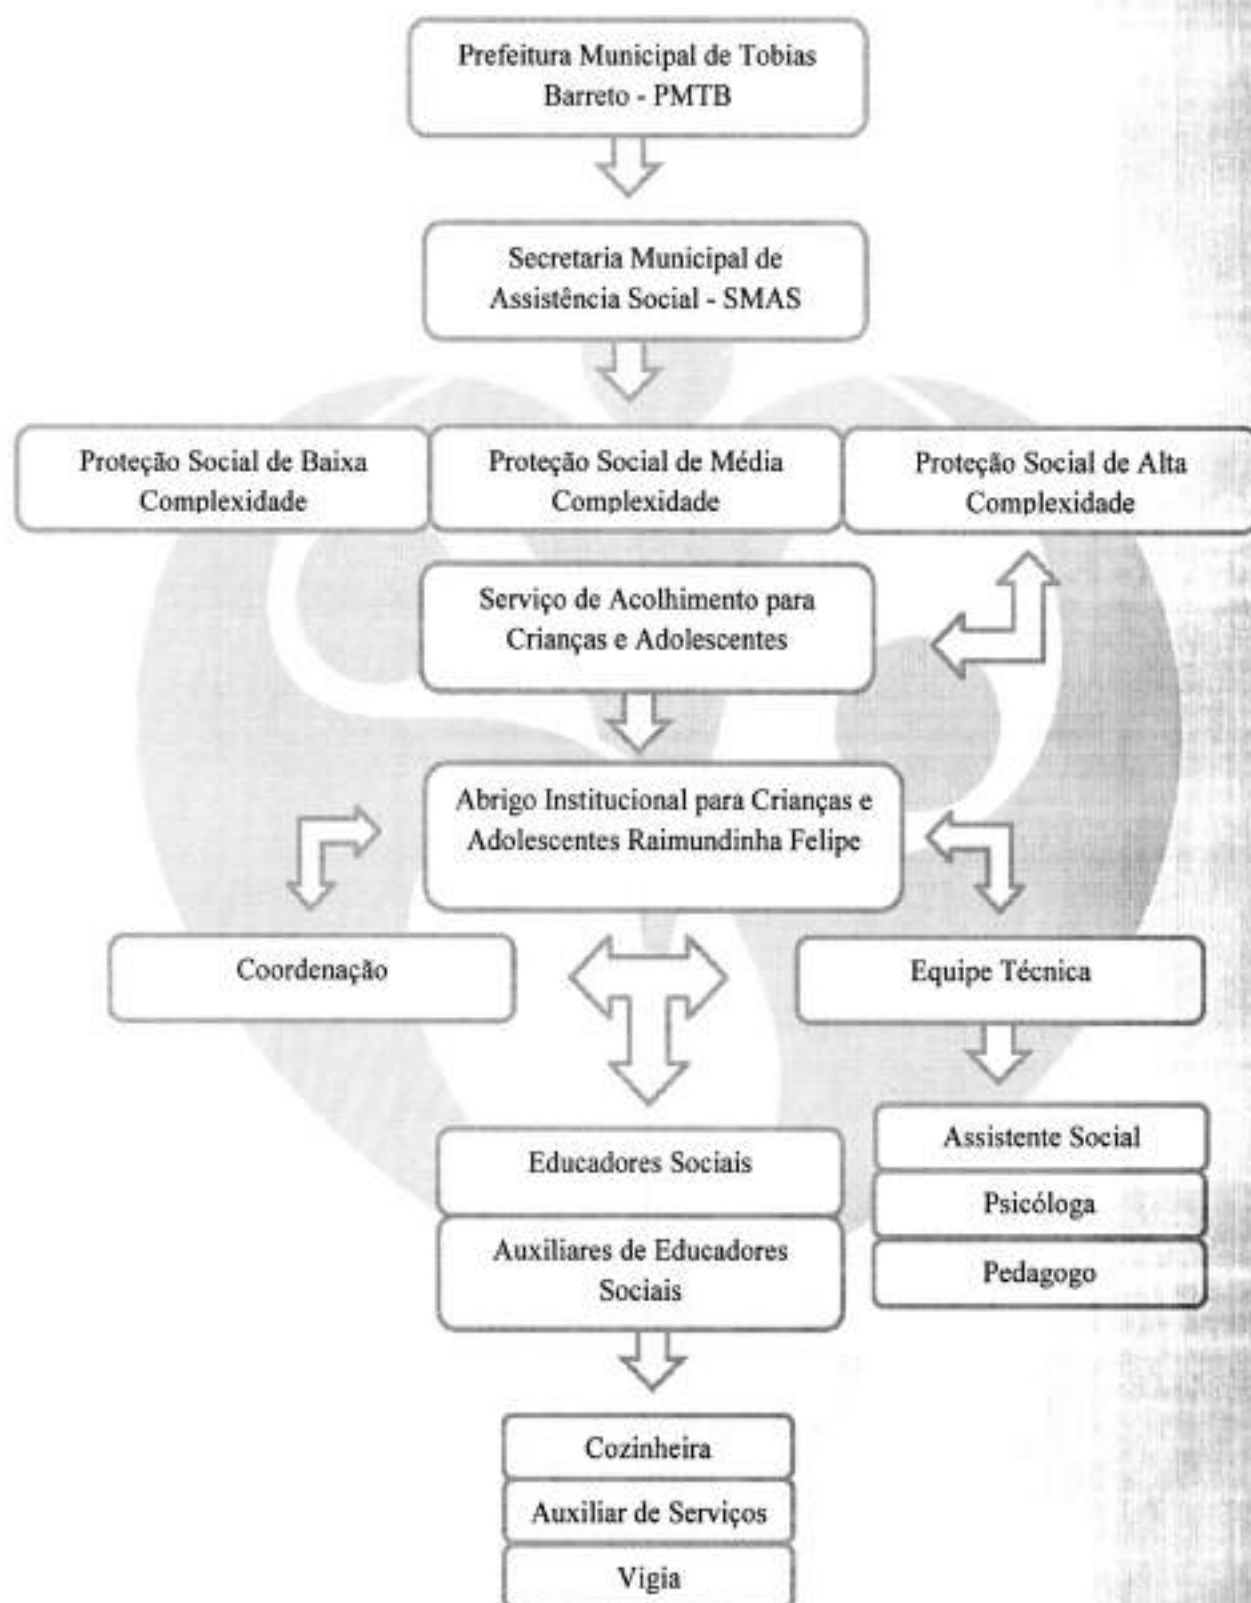 Prefeitura Municipal de Tobias
Barreto - PMTB
Secretaria Municipal de
Assistência Social - SMAS
Proteção Social de Baixa
Complexidade
Proteção Social de Média
Complexidade
Proteção Social de Alta
Complexidade
Serviço de Acolhimento para
Crianças e Adolescentes
Abrigo Institucional para Crianças e
Adolescentes Raimundinha Felipe
Coordenação
Equipe Técnica
Educadores Sociais
Auxiliares de Educadores
Sociais
Assistente Social
Psicóloga
Pedagogo
Cozinheira
Auxiliar de Serviços
Vigia